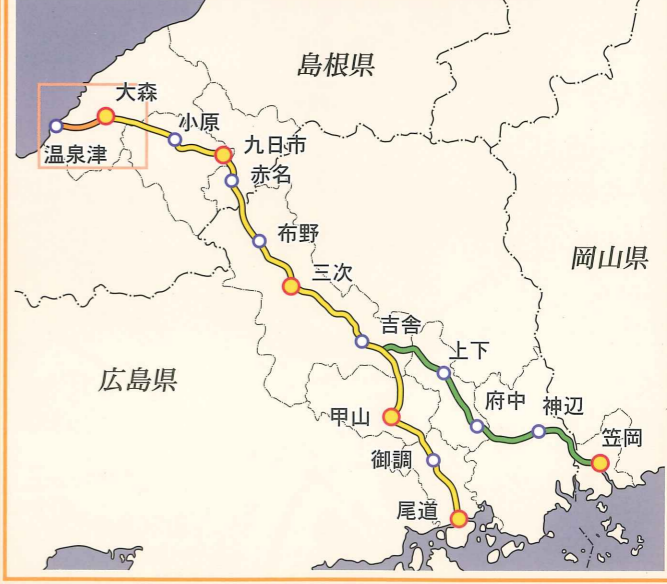 島根県
大森
小原
九日市
温泉津
赤名
布野
岡山県
三次
吉舎
上下
広島県
府中
神辺
甲山
笠岡
御調
尾道